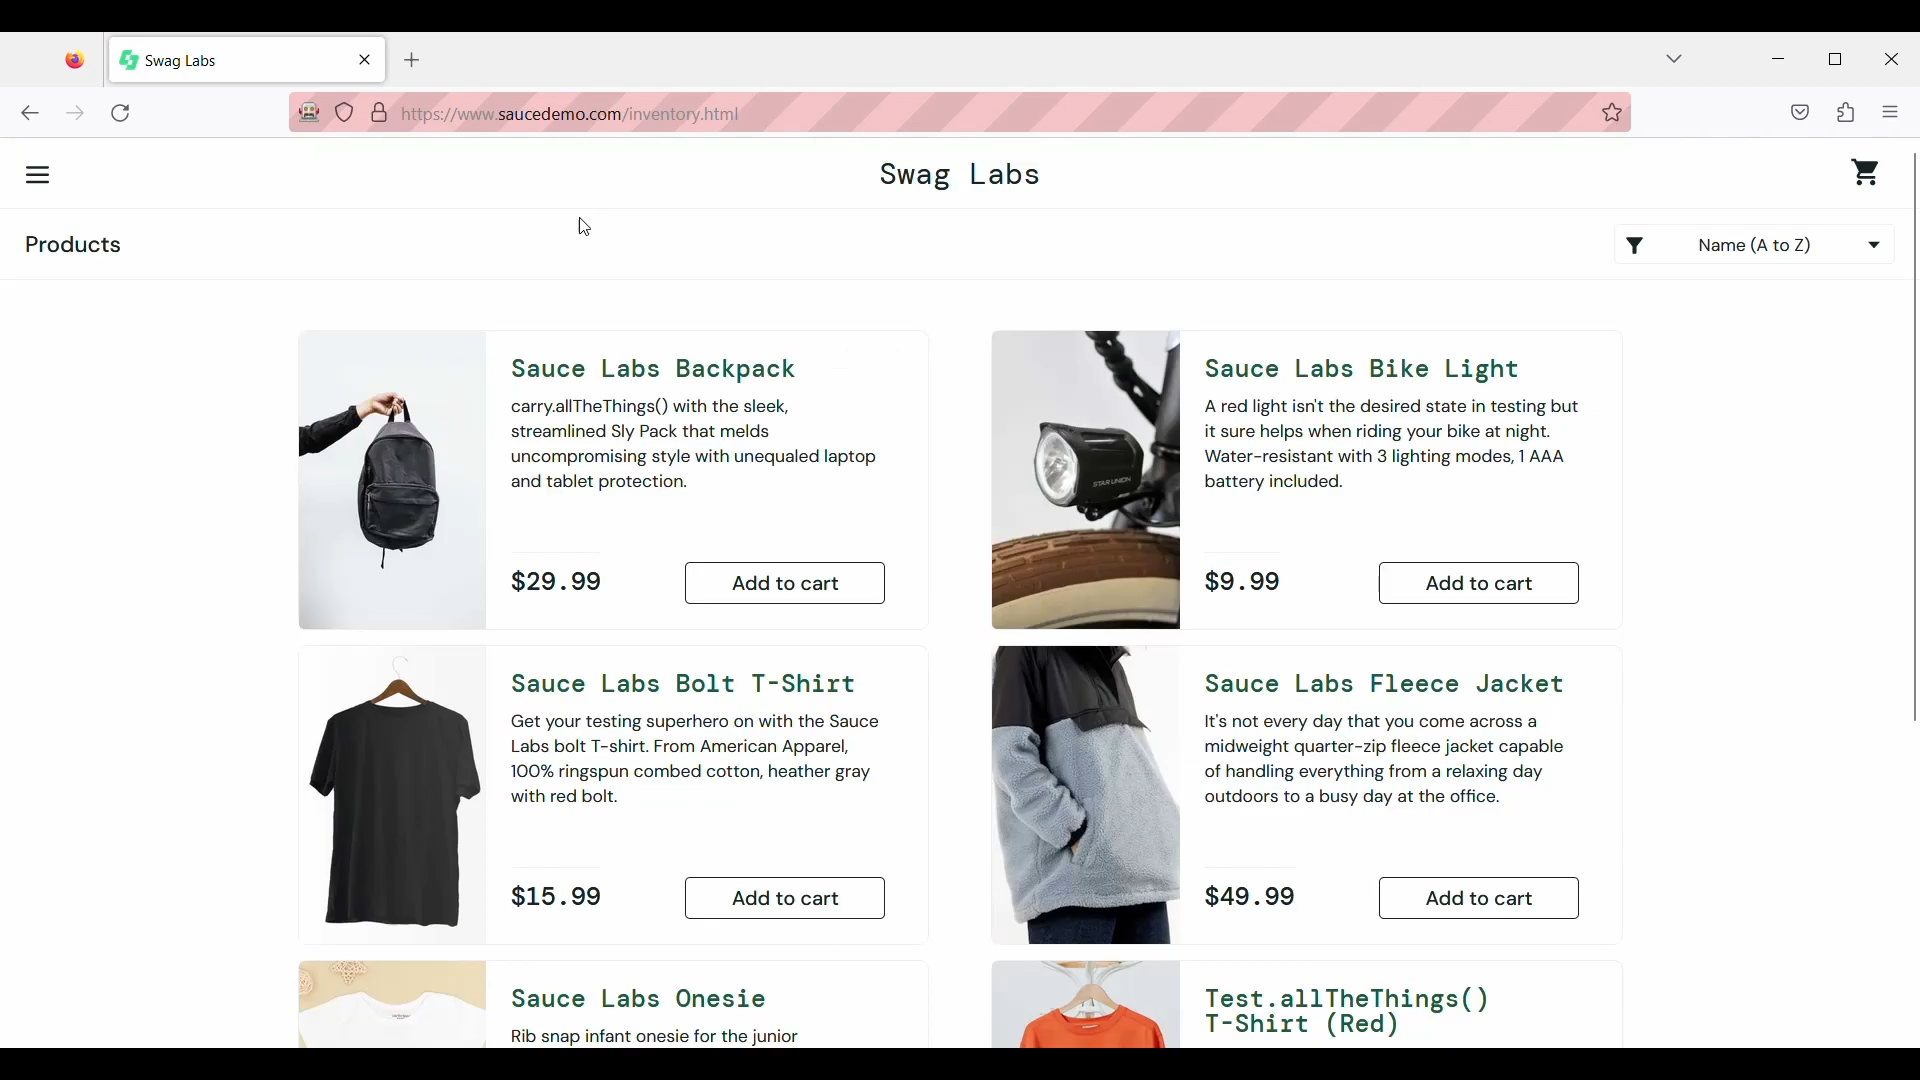 Swag Labs
https://www.saucedemo.com/inventory.html
Swag Labs
Products
Name (A to Z)
Sauce Labs Backpack
carry.allTheThings() with the sleek,
streamlined Sly Pack that melds
uncompromising style with unequaled laptop
and tablet protection.
$29.99
Add to cart
Sauce Labs Bike Light
A red light isn't the desired state in testing but
it sure helps when riding your bike at night.
Water-resistant with 3 lighting modes, 1 AAA
battery included.
STAR UNION
$9.99
Add to cart
Sauce Labs Bolt T-Shirt
Get your testing superhero on with the Sauce
Labs bolt T-shirt. From American Apparel,
100% ringspun combed cotton, heather gray
with red bolt.
$15.99
Add to cart
Sauce Labs Fleece Jacket
It's not every day that you come across a
midweight quarter-zip fleece jacket capable
of handling everything from a relaxing day
outdoors to a busy day at the office.
$49.99
Add to cart
Sauce Labs Onesie
Rib snap infant onesie for the junior
Test.allTheThings()
T-Shirt (Red)